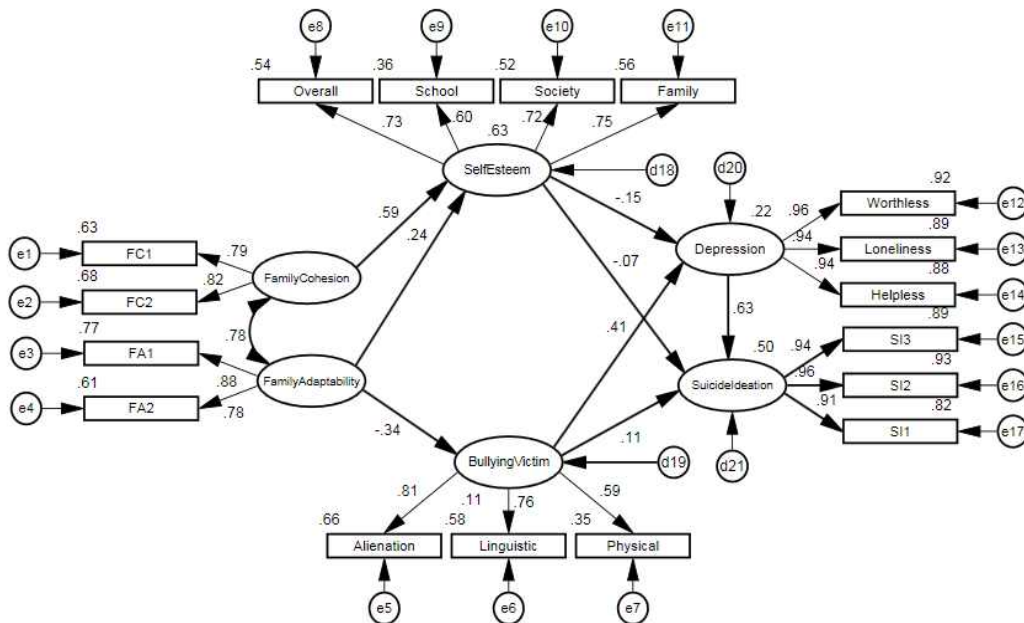 e8 e9 e10 e11
.54 .36 .52 .56
Overall School Society Family
.73 .60 .72 .75
.63
SelfEsteem d18 d20
.92
-.15 .22 .96 Worthless e12
.59 .89
.63 .24 Depression .94 Loneliness e13
e1 FC1 .79 -.07 .88
.68 FamilyCohesion .94 Helpless e14
e2 FC2 .82 .41 .63 .89
.77 .78 .50 .94 SI3 e15
e3 FA1 .93
.61 .88 FamilyAdaptability SuicideIdeation .96 SI2 e16
e4 FA2 .78 .91 .82
-.34 .11 SI1 e17
BullyingVictim d19 d21
.81 .11 .76 .59
.66 .58 .35
Alienation Linguistic Physical
e5 e6 e7